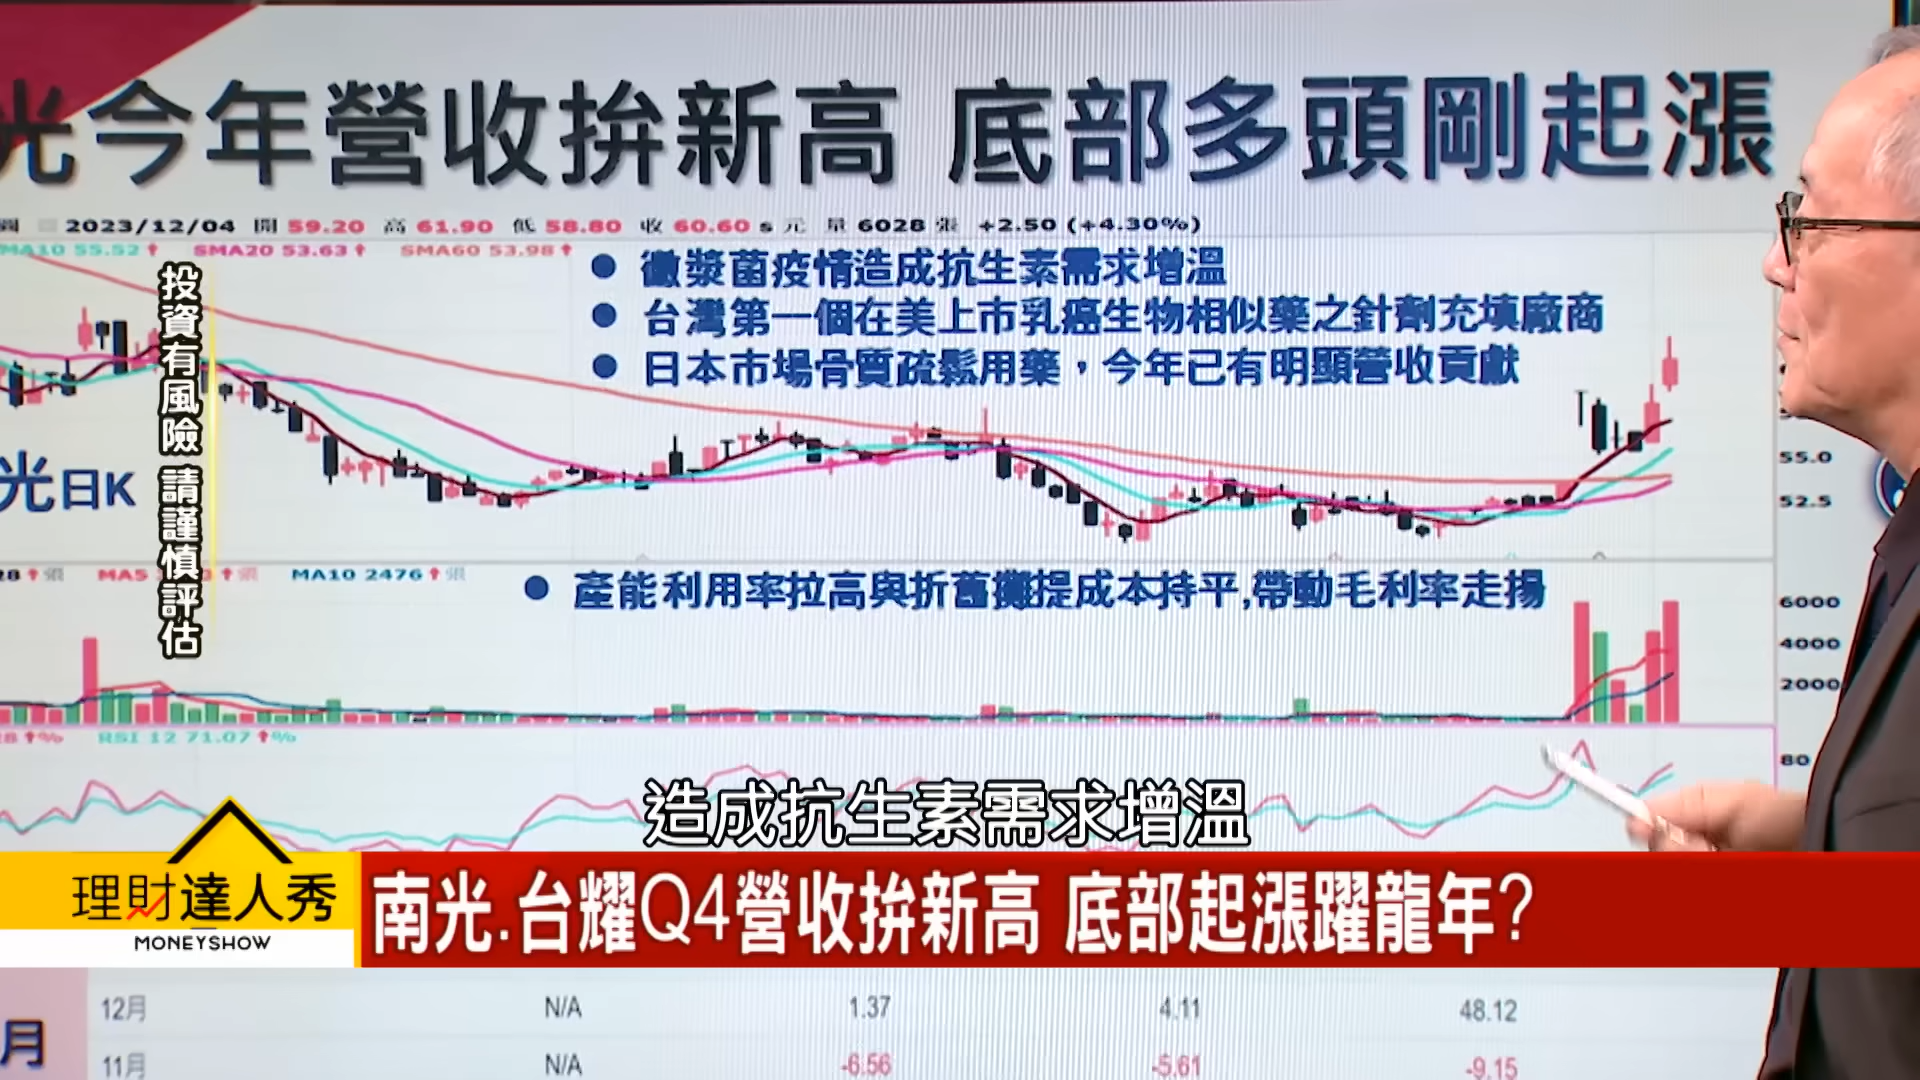 光今年營收拚新高 底部多頭剛起漲
圖 2023/12/04 開 59.20 高 61.90 低 58.80 收 60.60 s 元 量 6028 張 +2.50 (+4.30%)
MA10 55.52↑ SMA20 53.63↑ SMA60 53.98↑
● 黴漿菌疫情造成抗生素需求增溫
● 台灣第一個在美上市乳癌生物相似藥之針劑充填廠商
● 日本市場骨質疏鬆用藥，今年已有明顯營收貢獻
投資有風險 請謹慎評估
光日K
55.0
52.5
28↑張 MA5 ↑張 MA10 2476↑張
● 產能利用率拉高與折舊攤提成本持平,帶動毛利率走揚
6000
4000
2000
8↑% RSI 12 71.07↑%
80
造成抗生素需求增溫
理財達人秀
MONEYSHOW
南光.台耀Q4營收拚新高 底部起漲躍龍年?
月
12月 N/A 1.37 4.11 48.12
11月 N/A -6.56 -5.61 -9.15